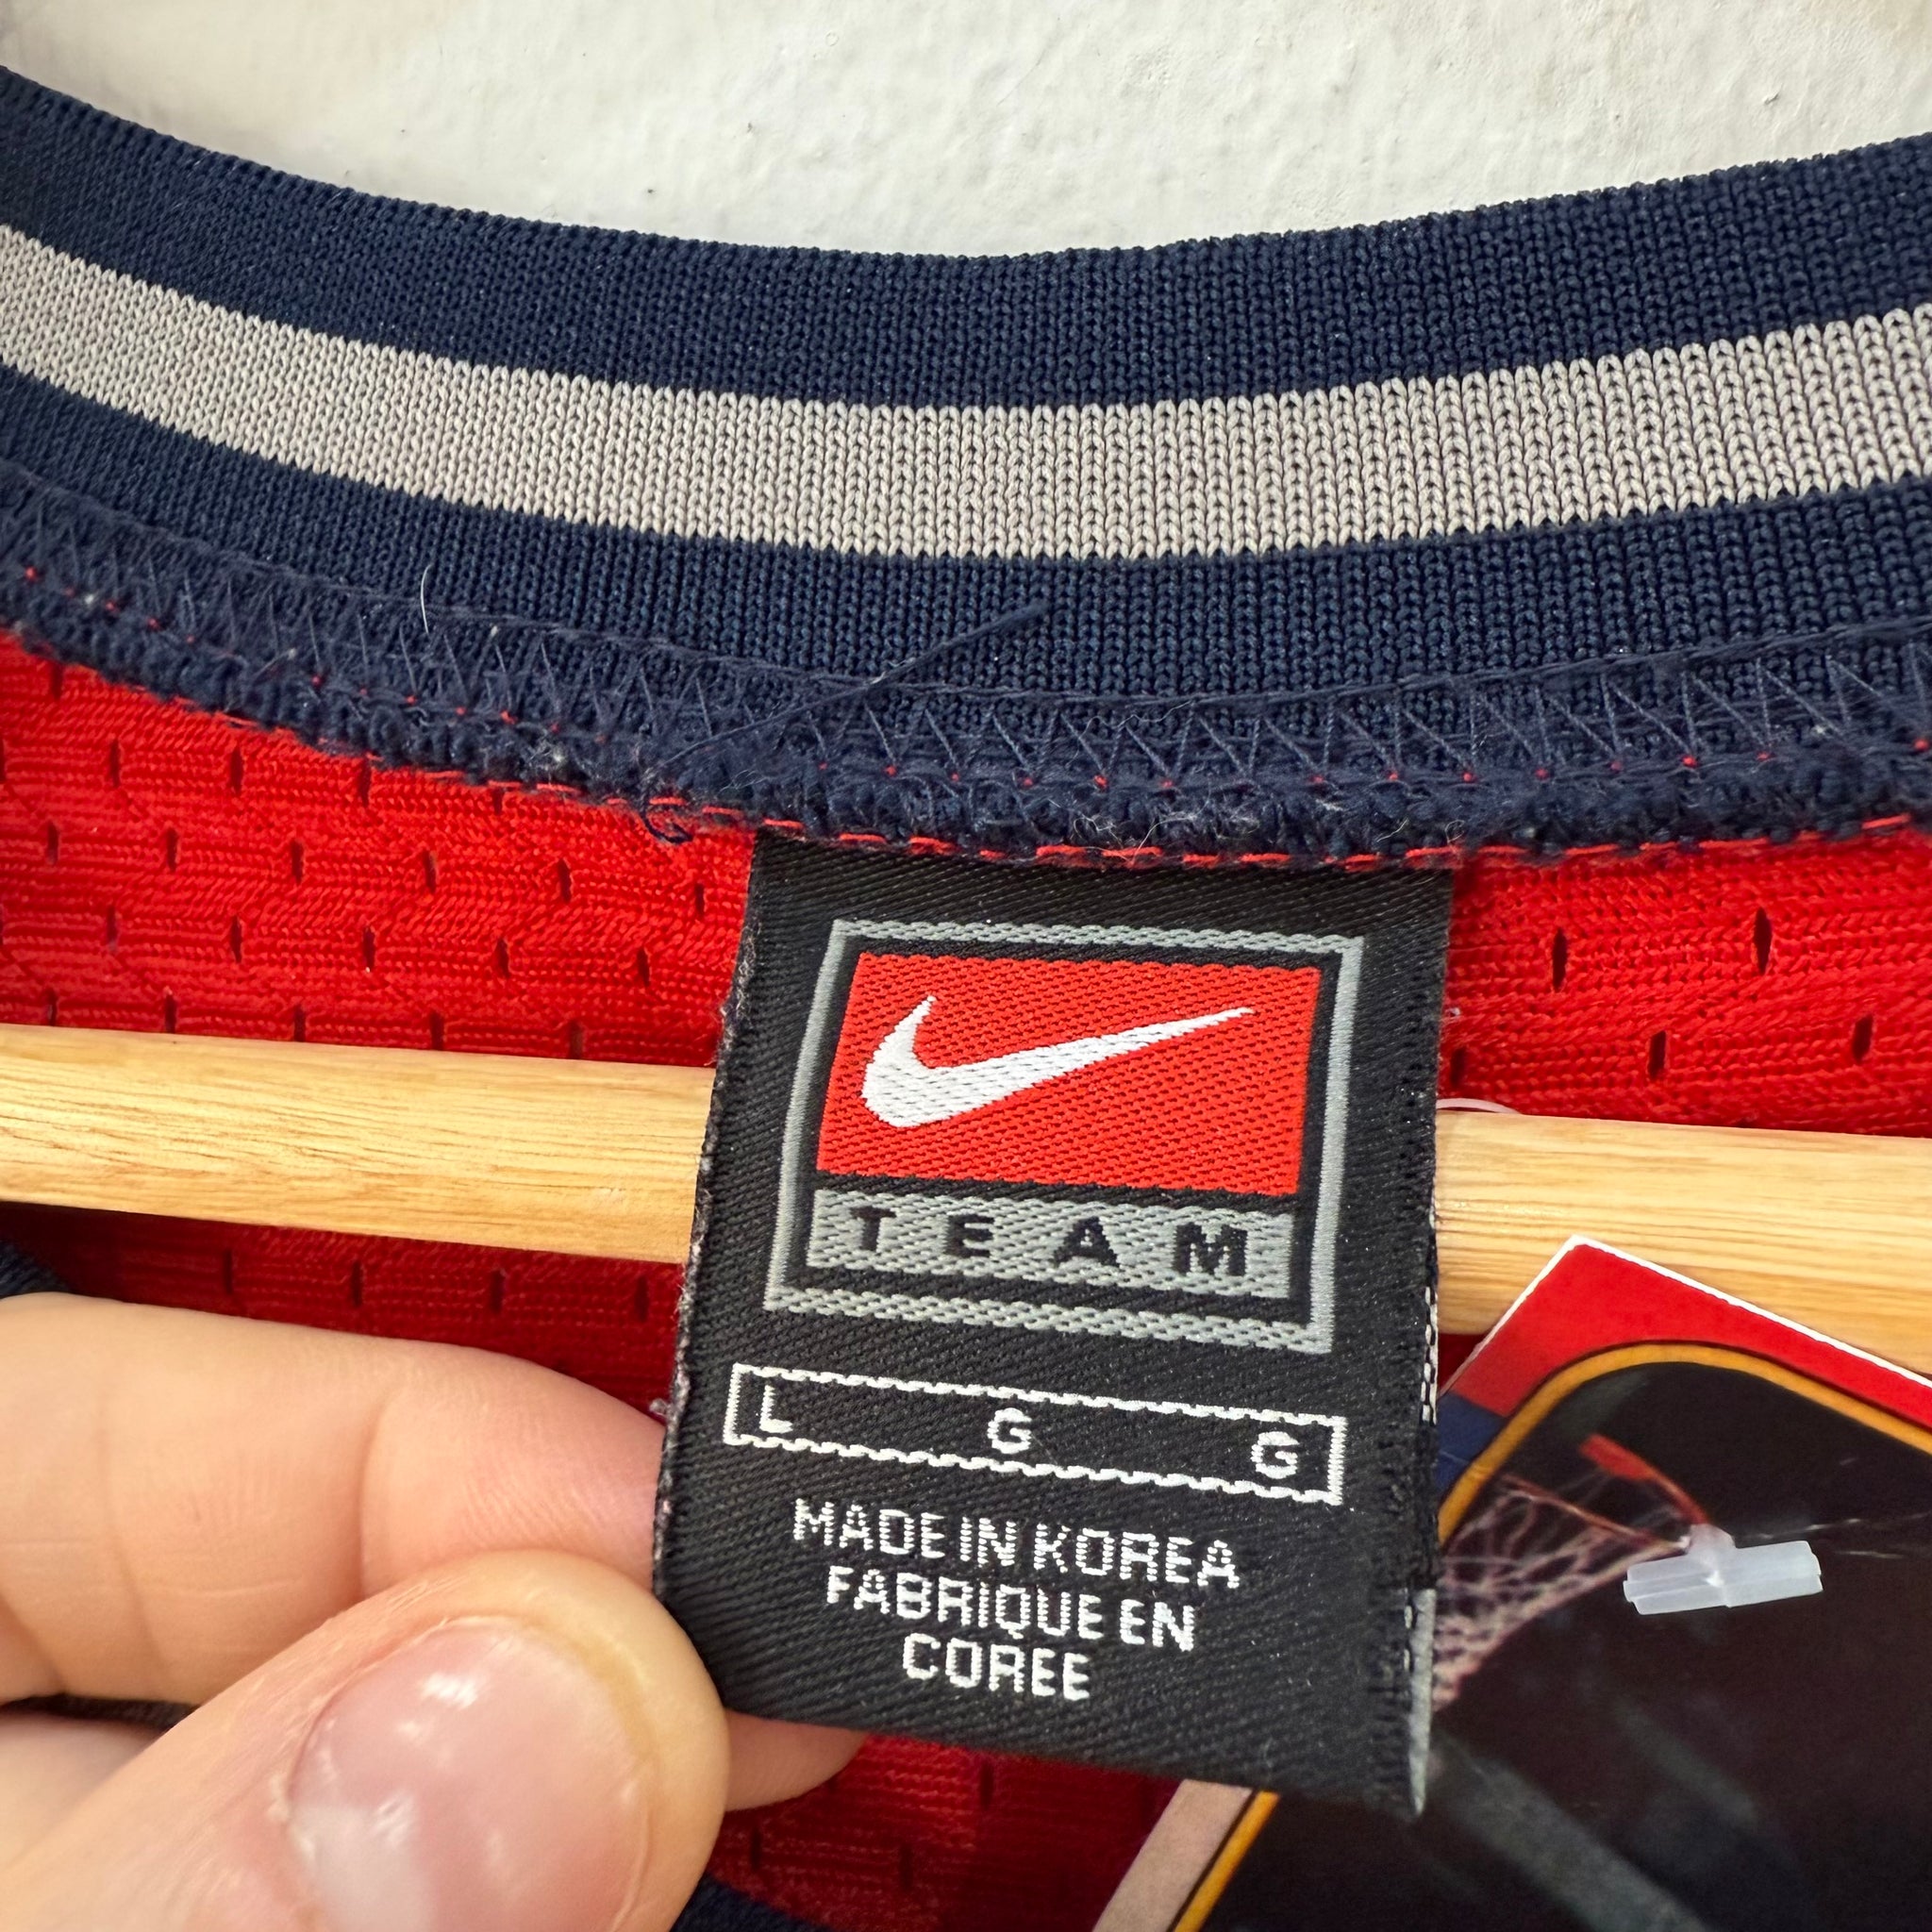 TEAM
L G G
MADE IN KOREA
FABRIQUE EN
COREE